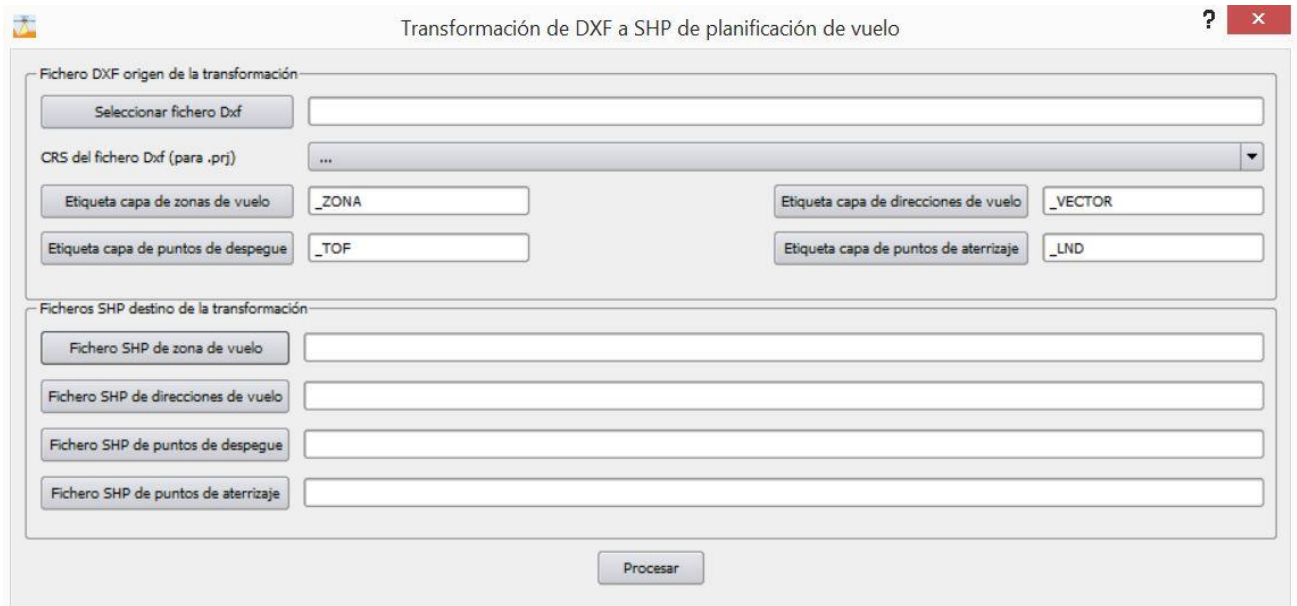 Transformación de DXF a SHP de planificación de vuelo
? ×
Fichero DXF origen de la transformación
Seleccionar fichero Dxf
CRS del fichero Dxf (para .prj) ...
Etiqueta capa de zonas de vuelo _ZONA Etiqueta capa de direcciones de vuelo _VECTOR
Etiqueta capa de puntos de despegue _TOF Etiqueta capa de puntos de aterrizaje _LND
Ficheros SHP destino de la transformación
Fichero SHP de zona de vuelo
Fichero SHP de direcciones de vuelo
Fichero SHP de puntos de despegue
Fichero SHP de puntos de aterrizaje
Procesar